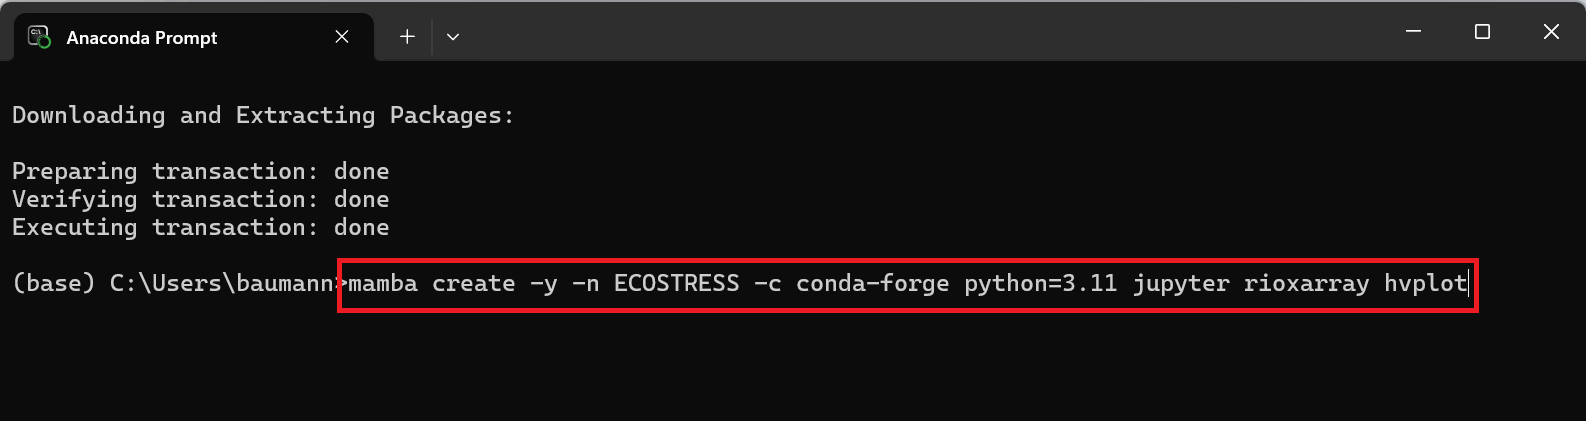 Anaconda Prompt
Downloading and Extracting Packages:
Preparing transaction: done
Verifying transaction: done
Executing transaction: done
(base) C:\Users\baumann>mamba create -y -n ECOSTRESS -c conda-forge python=3.11 jupyter rioxarray hvplot